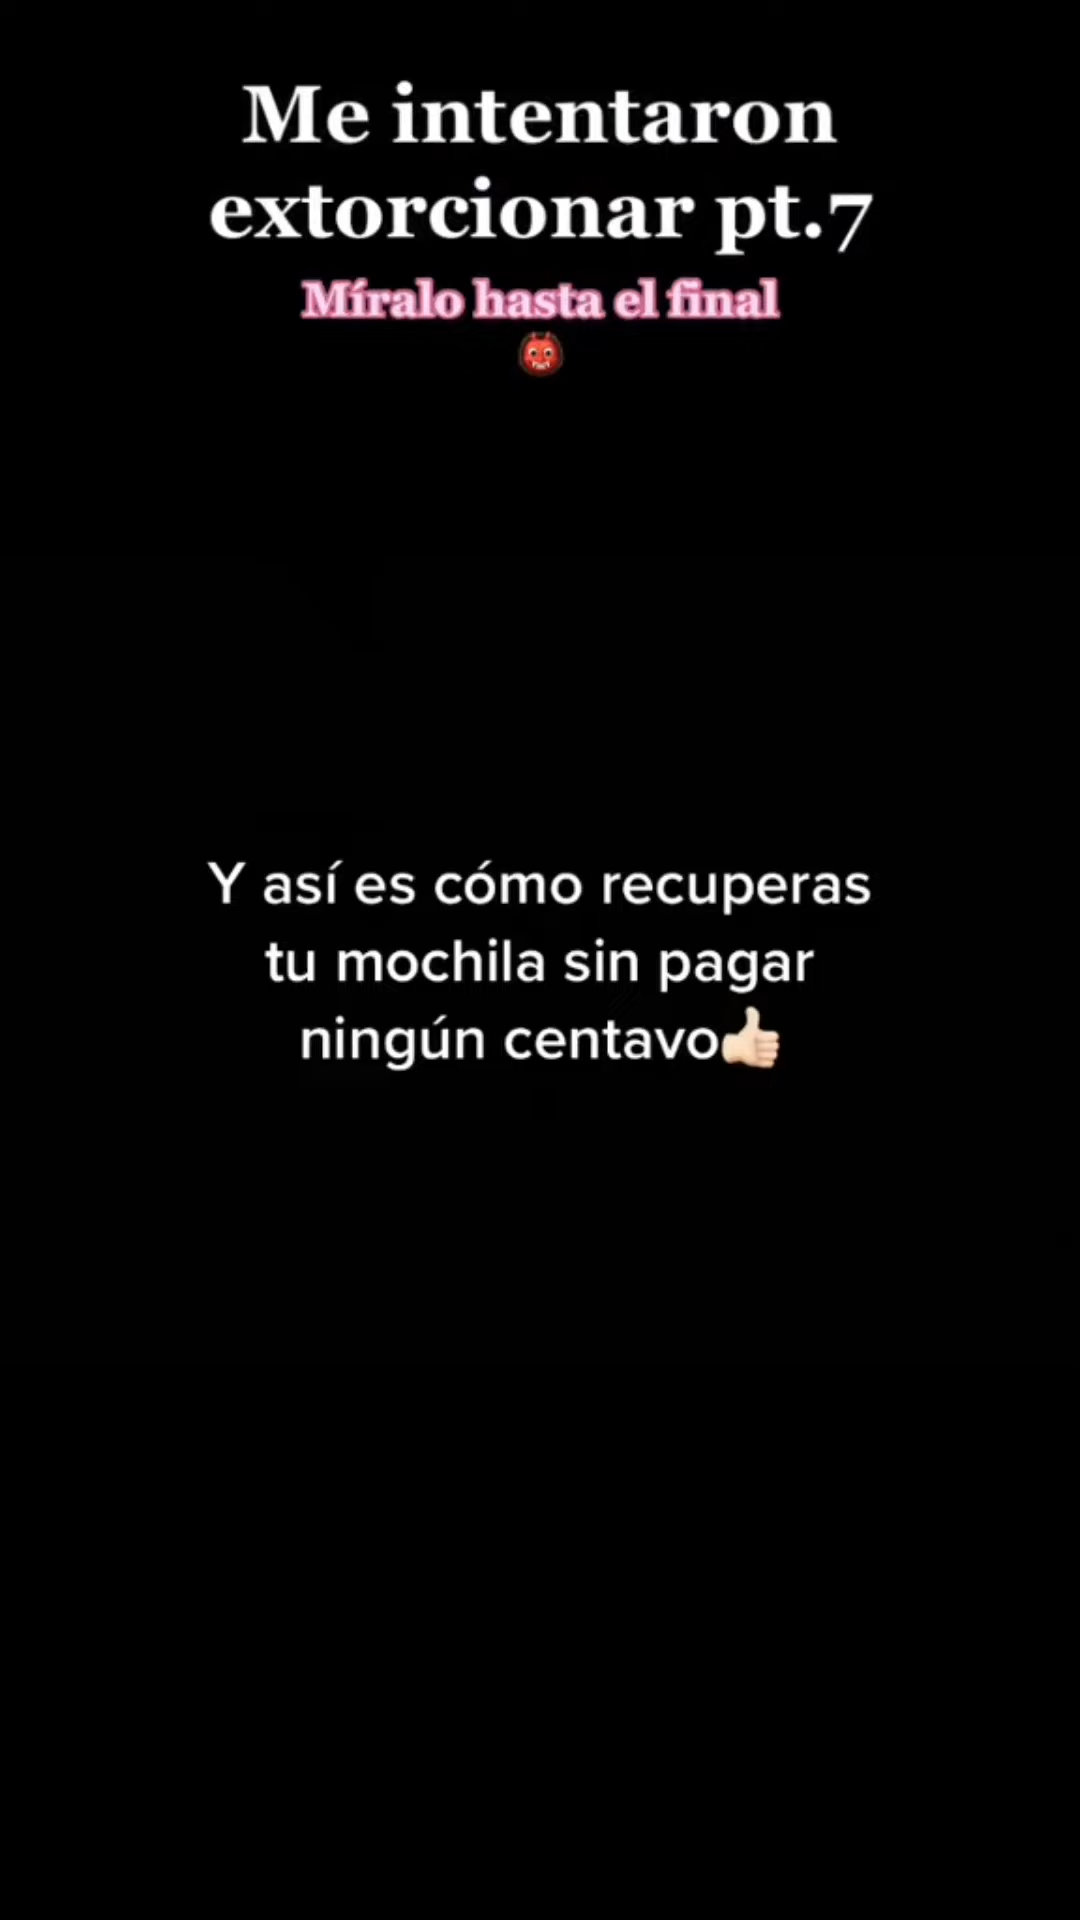 Me intentaron
extorcionar pt.7
Míralo hasta el final
👹
Y así es cómo recuperas
tu mochila sin pagar
ningún centavo👍🏻